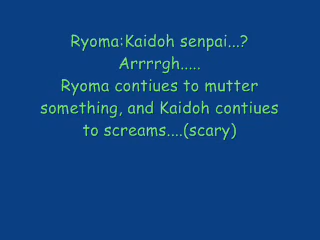 Ryoma:Kaidoh senpai...?
Arrrrgh.....
Ryoma contiues to mutter
something, and Kaidoh contiues
to screams....(scary)